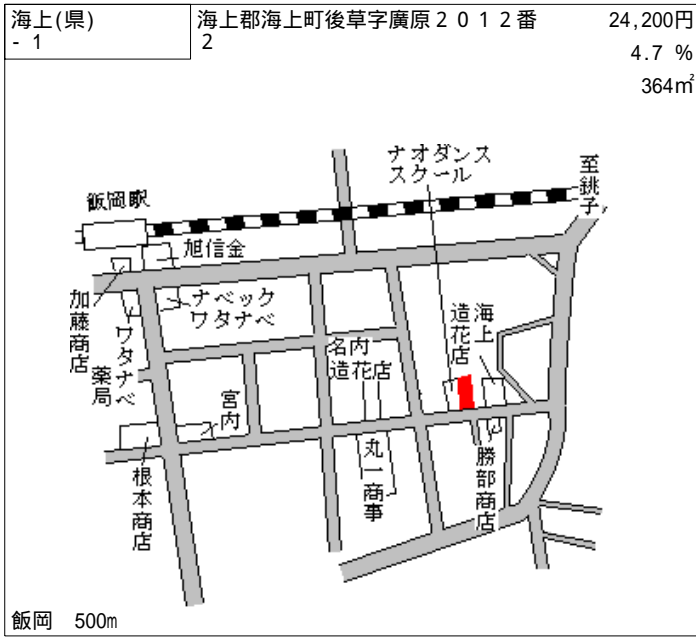 海上(県)
- 1
海上郡海上町後草字廣原２０１２番
2
24,200円
4.7 %
364㎡
ナオダンス
スクール
至銚子
飯岡駅
旭信金
加藤商店
ナベック
ワタナベ
ワタナベ
薬局
名内
造花店
海上
造花店
宮内
根本商店
丸一商事
勝部商店
飯岡　500m